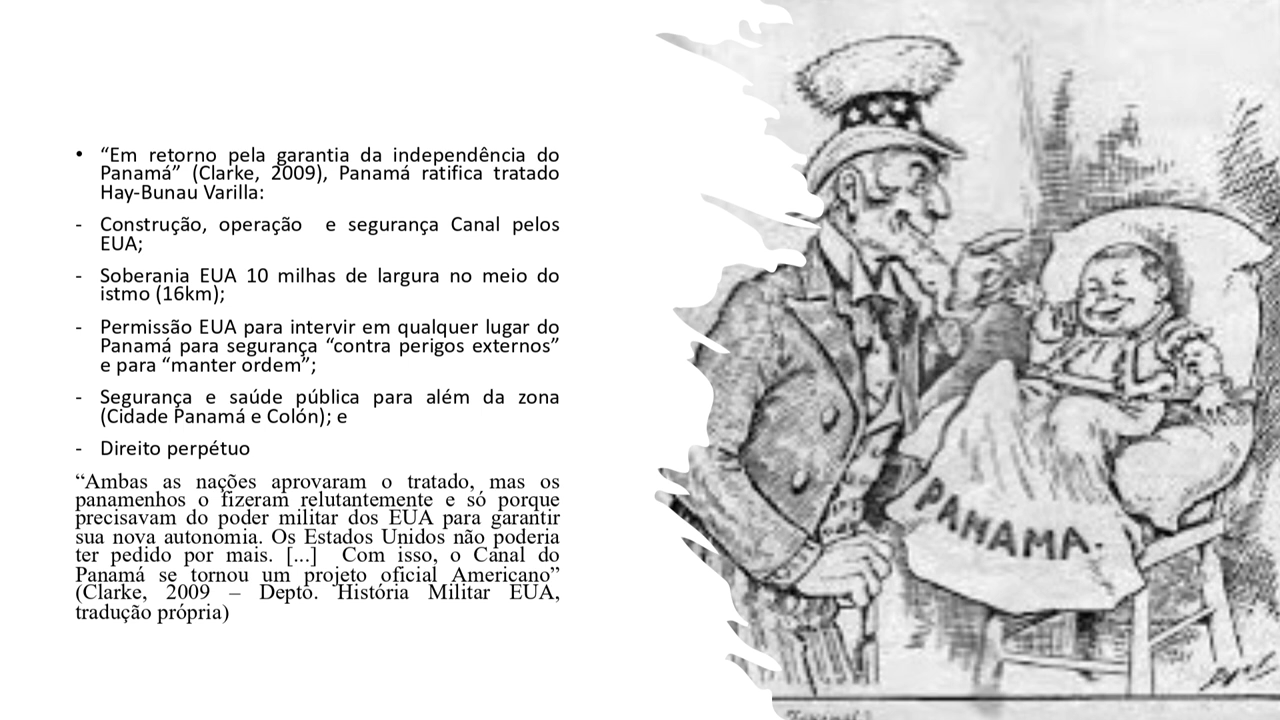 • “Em retorno pela garantia da independência do
Panamá” (Clarke, 2009), Panamá ratifica tratado
Hay-Bunau Varilla:
- Construção, operação e segurança Canal pelos
EUA;
- Soberania EUA 10 milhas de largura no meio do
istmo (16km);
- Permissão EUA para intervir em qualquer lugar do
Panamá para segurança “contra perigos externos”
e para “manter ordem”;
- Segurança e saúde pública para além da zona
(Cidade Panamá e Colón); e
- Direito perpétuo
“Ambas as nações aprovaram o tratado, mas os
panamenhos o fizeram relutantemente e só porque
precisavam do poder militar dos EUA para garantir
sua nova autonomia. Os Estados Unidos não poderia
ter pedido por mais. [...] Com isso, o Canal do
Panamá se tornou um projeto oficial Americano”
(Clarke, 2009 – Depto. História Militar EUA,
tradução própria)
PANAMA.